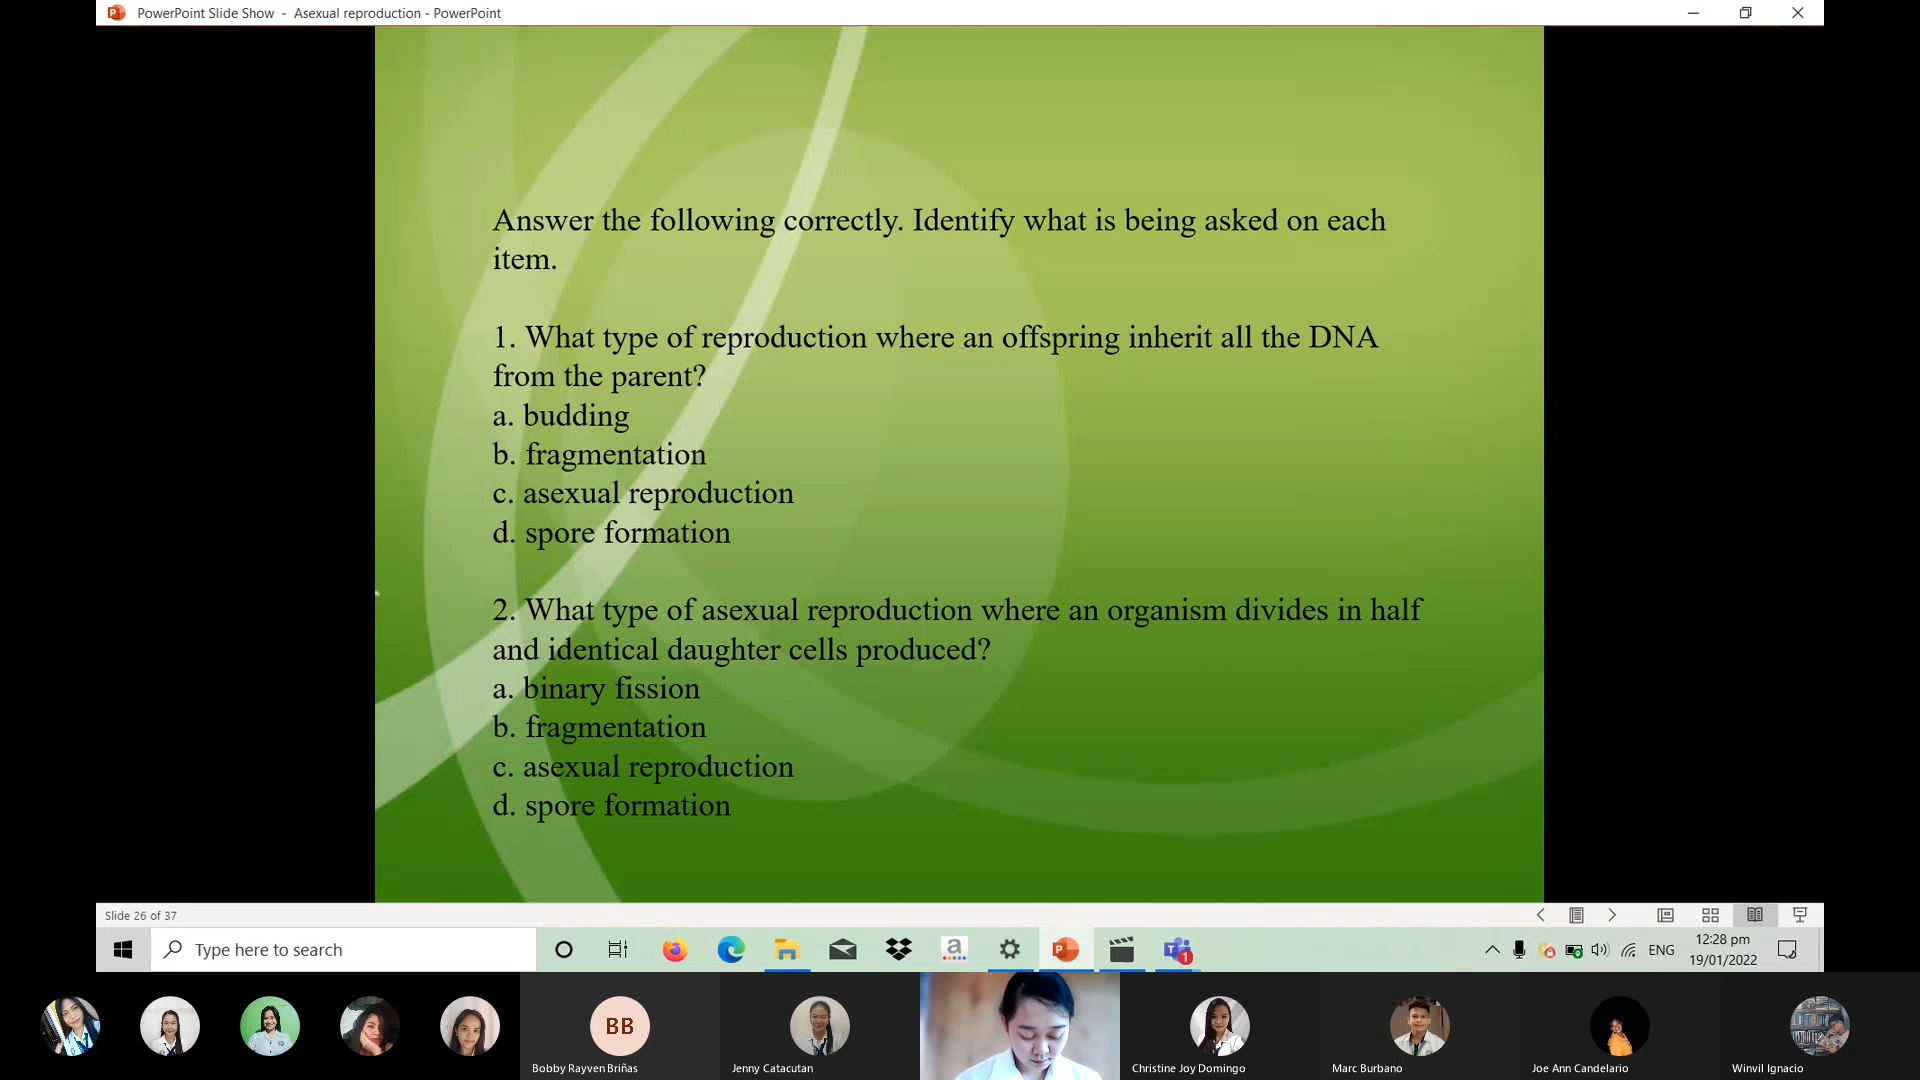 PowerPoint Slide Show - Asexual reproduction - PowerPoint
Answer the following correctly. Identify what is being asked on each
item.
1. What type of reproduction where an offspring inherit all the DNA
from the parent?
a. budding
b. fragmentation
c. asexual reproduction
d. spore formation
2. What type of asexual reproduction where an organism divides in half
and identical daughter cells produced?
a. binary fission
b. fragmentation
c. asexual reproduction
d. spore formation
Slide 26 of 37
Type here to search
a
1
ENG
12:28 pm
19/01/2022
BB
Bobby Rayven Briñas
Jenny Catacutan
Christine Joy Domingo
Marc Burbano
Joe Ann Candelario
Winvil Ignacio